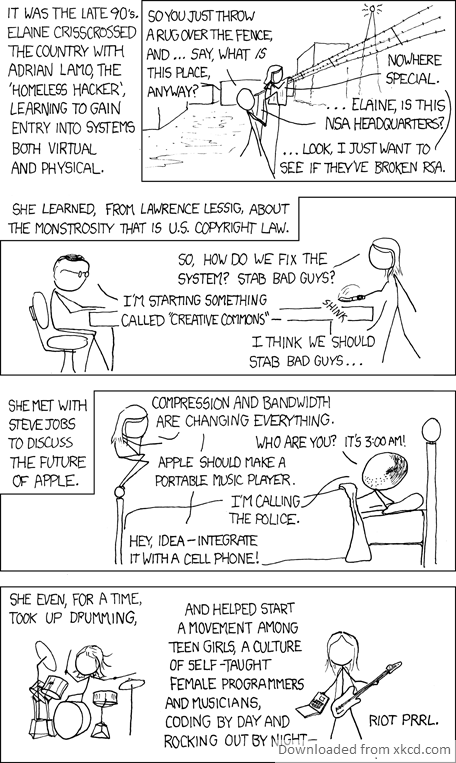 IT WAS THE LATE 90's.
ELAINE CRISSCROSSED
THE COUNTRY WITH
ADRIAN LAMO, THE
'HOMELESS HACKER',
LEARNING TO GAIN
ENTRY INTO SYSTEMS
BOTH VIRTUAL
AND PHYSICAL.
SO YOU JUST THROW
A RUG OVER THE FENCE,
AND ... SAY, WHAT IS
THIS PLACE,
ANYWAY?
NOWHERE
SPECIAL.
... ELAINE, IS THIS
NSA HEADQUARTERS?
... LOOK, I JUST WANT TO
SEE IF THEY'VE BROKEN RSA.
SHE LEARNED, FROM LAWRENCE LESSIG, ABOUT
THE MONSTROSITY THAT IS U.S. COPYRIGHT LAW.
SO, HOW DO WE FIX THE
SYSTEM? STAB BAD GUYS?
I'M STARTING SOMETHING
CALLED "CREATIVE COMMONS"—
SHINK
I THINK WE SHOULD
STAB BAD GUYS...
SHE MET WITH
STEVE JOBS
TO DISCUSS
THE FUTURE
OF APPLE.
COMPRESSION AND BANDWIDTH
ARE CHANGING EVERYTHING.
WHO ARE YOU? IT'S 3:00 AM!
APPLE SHOULD MAKE A
PORTABLE MUSIC PLAYER.
I'M CALLING
THE POLICE.
HEY, IDEA—INTEGRATE
IT WITH A CELL PHONE!
SHE EVEN, FOR A TIME,
TOOK UP DRUMMING,
AND HELPED START
A MOVEMENT AMONG
TEEN GIRLS, A CULTURE
OF SELF-TAUGHT
FEMALE PROGRAMMERS
AND MUSICIANS,
CODING BY DAY AND
ROCKING OUT BY NIGHT—
RIOT PRRL.
Downloaded from xkcd.com